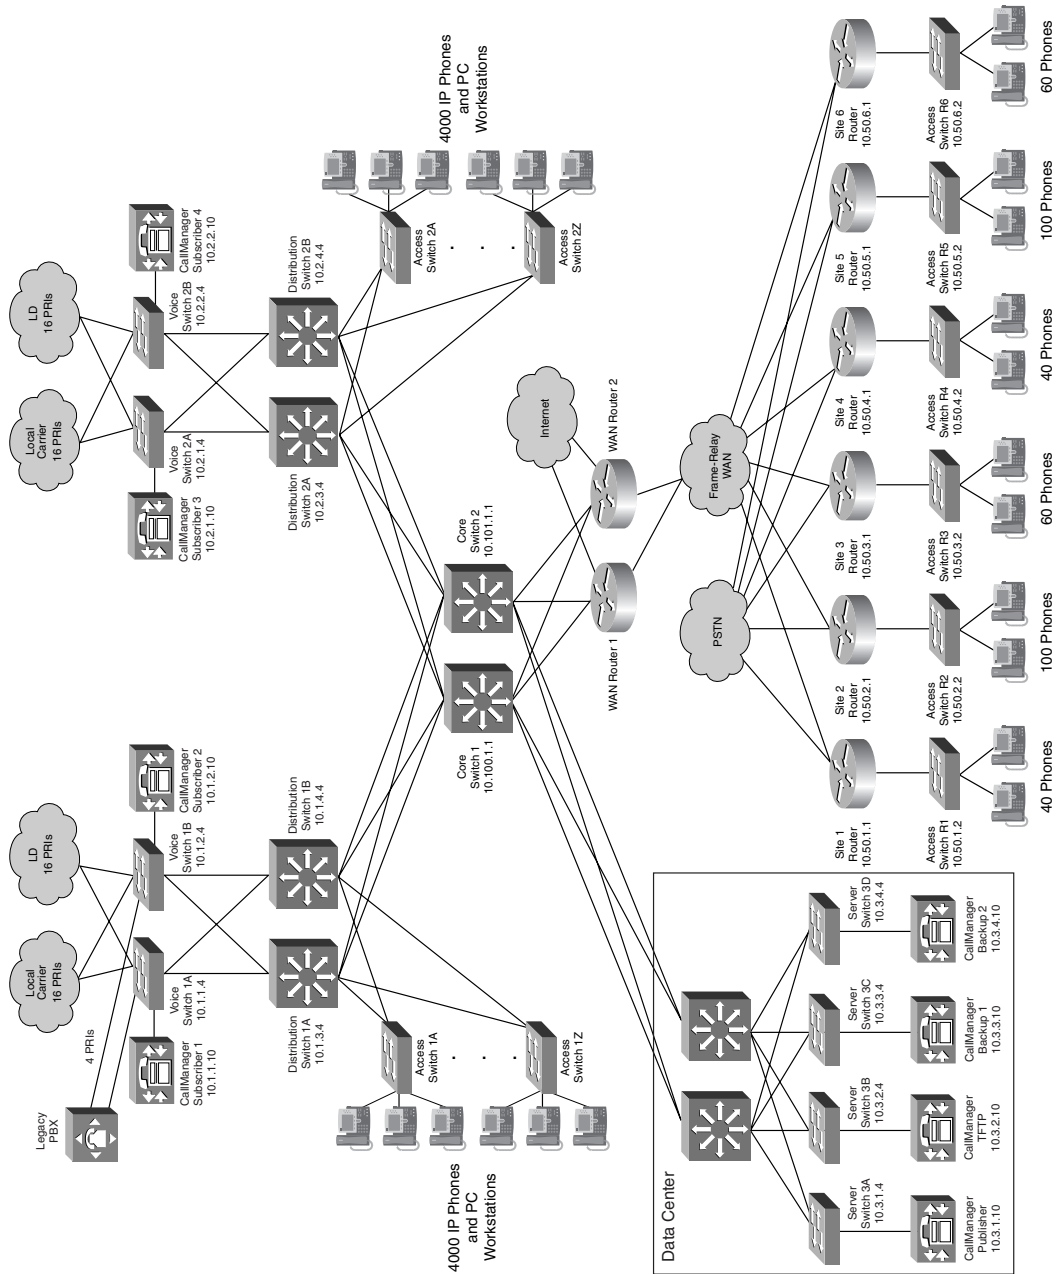 Legacy
PBX
4 PRIs
Local
Carrier
16 PRIs
LD
16 PRIs
CallManager
Subscriber 1
10.1.1.10
Voice
Switch 1A
10.1.1.4
Voice
Switch 1B
10.1.2.4
CallManager
Subscriber 2
10.1.2.10
Distribution
Switch 1A
10.1.3.4
Distribution
Switch 1B
10.1.4.4
Access
Switch 1A
Access
Switch 1Z
4000 IP Phones
and PC
Workstations
Local
Carrier
16 PRIs
LD
16 PRIs
CallManager
Subscriber 3
10.2.1.10
Voice
Switch 2A
10.2.1.4
Voice
Switch 2B
10.2.2.4
CallManager
Subscriber 4
10.2.2.10
Distribution
Switch 2A
10.2.3.4
Distribution
Switch 2B
10.2.4.4
Access
Switch 2A
Access
Switch 2Z
4000 IP Phones
and PC
Workstations
Core
Switch 1
10.100.1.1
Core
Switch 2
10.101.1.1
WAN Router 1
WAN Router 2
Internet
PSTN
Frame-Relay
WAN
Data Center
Server
Switch 3A
10.3.1.4
Server
Switch 3B
10.3.2.4
Server
Switch 3C
10.3.3.4
Server
Switch 3D
10.3.4.4
CallManager
Publisher
10.3.1.10
CallManager
TFTP
10.3.2.10
CallManager
Backup 1
10.3.3.10
CallManager
Backup 2
10.3.4.10
Site 1
Router
10.50.1.1
Site 2
Router
10.50.2.1
Site 3
Router
10.50.3.1
Site 4
Router
10.50.4.1
Site 5
Router
10.50.5.1
Site 6
Router
10.50.6.1
Access
Switch R1
10.50.1.2
Access
Switch R2
10.50.2.2
Access
Switch R3
10.50.3.2
Access
Switch R4
10.50.4.2
Access
Switch R5
10.50.5.2
Access
Switch R6
10.50.6.2
40 Phones
100 Phones
60 Phones
40 Phones
100 Phones
60 Phones